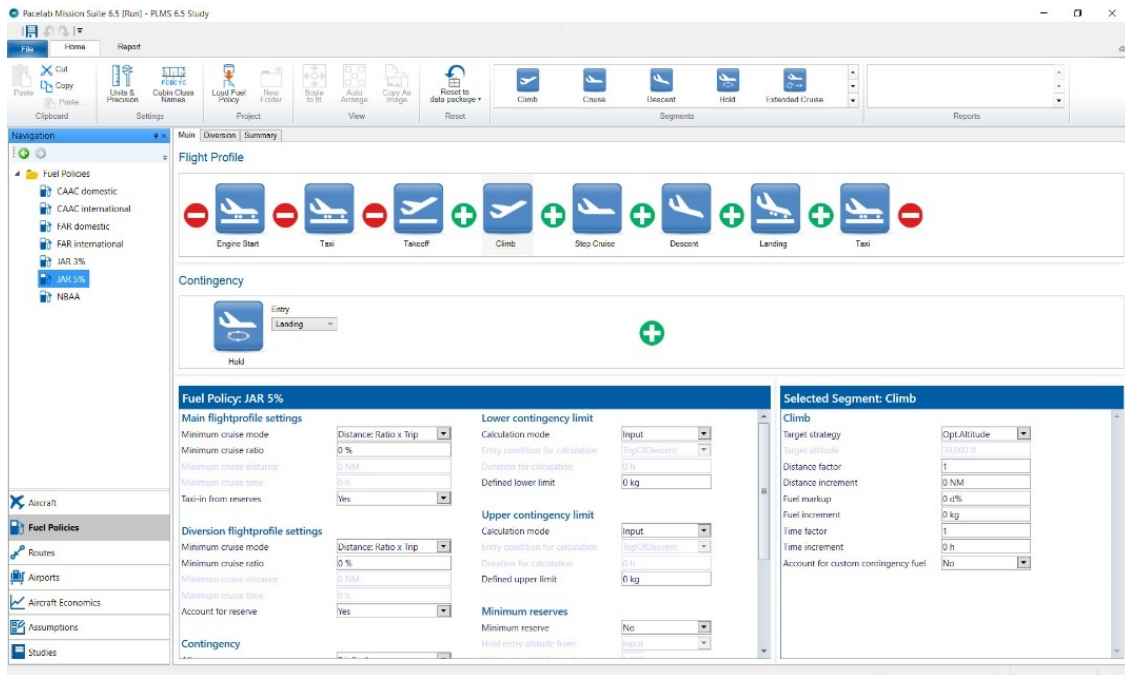 Pacelab Mission Suite 6.5 [Run] - PLMS 6.5 Study
File Home Report
Paste
Cut
Copy
Paste...
Clipboard
Units & Precision
Cabin Class Names
Settings
Load Fuel Policy
New Folder
Project
Scale to fit
Auto Arrange
Copy As Image
View
Reset to data package
Reset
Climb Cruise Descent Hold Extended Cruise
Segments
Reports
Navigation
Main Diversion Summary
Flight Profile
Fuel Policies
CAAC domestic
CAAC international
FAR domestic
FAR international
JAR 3%
JAR 5%
NBAA
Engine Start Taxi Takeoff Climb Step Cruise Descent Landing Taxi
Contingency
Entry
Landing
Hold
Aircraft
Fuel Policies
Routes
Airports
Aircraft Economics
Assumptions
Studies
Fuel Policy: JAR 5%
Main flightprofile settings
Minimum cruise mode Distance: Ratio x Trip
Minimum cruise ratio 0 %
Minimum cruise distance 0 NM
Minimum cruise time 0 h
Taxi-in from reserves Yes
Diversion flightprofile settings
Minimum cruise mode Distance: Ratio x Trip
Minimum cruise ratio 0 %
Minimum cruise distance 0 NM
Minimum cruise time 0 h
Account for reserve Yes
Contingency
Lower contingency limit
Calculation mode Input
Entry condition for calculation TopOfDescent
Duration for calculation 0 h
Defined lower limit 0 kg
Upper contingency limit
Calculation mode Input
Entry condition for calculation TopOfDescent
Duration for calculation 0 h
Defined upper limit 0 kg
Minimum reserves
Minimum reserve No
Hold entry altitude from Input
Selected Segment: Climb
Climb
Target strategy Opt.Altitude
Target altitude 39,000 ft
Distance factor 1
Distance increment 0 NM
Fuel markup 0 d%
Fuel increment 0 kg
Time factor 1
Time increment 0 h
Account for custom contingency fuel No